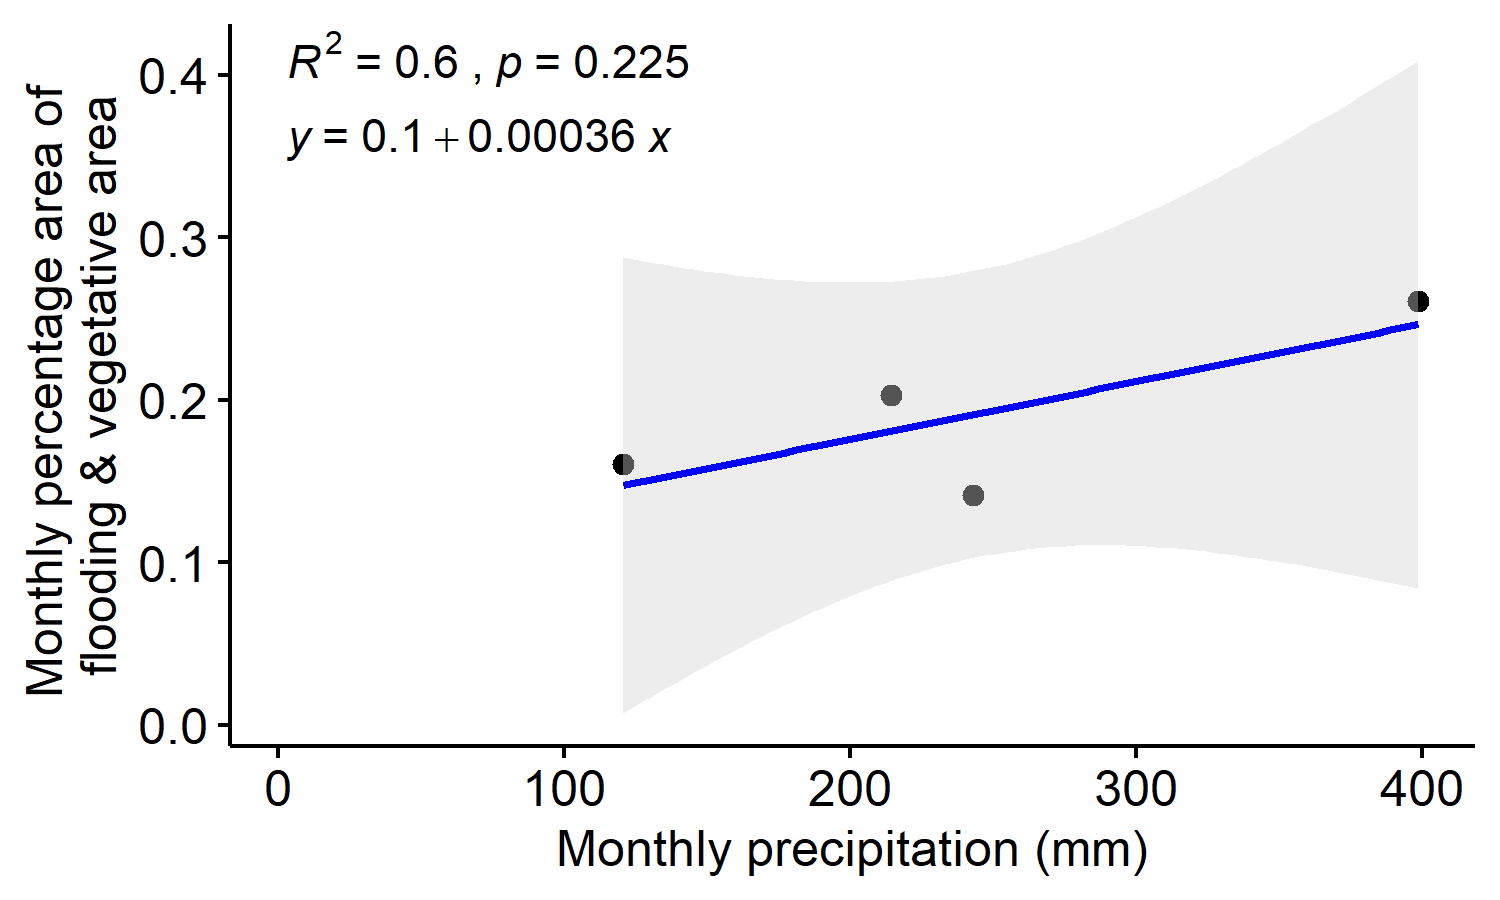 R² = 0.6 , p = 0.225
y = 0.1 + 0.00036 x
Monthly percentage area of
flooding & vegetative area
0.4
0.3
0.2
0.1
0.0
0 100 200 300 400
Monthly precipitation (mm)